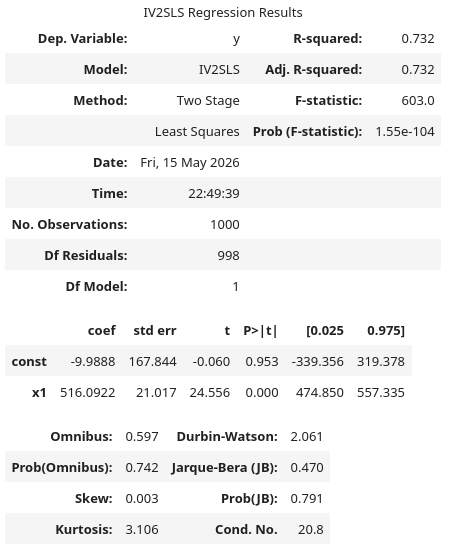 IV2SLS Regression Results
Dep. Variable: y R-squared: 0.732
Model: IV2SLS Adj. R-squared: 0.732
Method: Two Stage F-statistic: 603.0
Least Squares Prob (F-statistic): 1.55e-104
Date: Fri, 15 May 2026
Time: 22:49:39
No. Observations: 1000
Df Residuals: 998
Df Model: 1
coef std err t P>|t| [0.025 0.975]
const -9.9888 167.844 -0.060 0.953 -339.356 319.378
x1 516.0922 21.017 24.556 0.000 474.850 557.335
Omnibus: 0.597 Durbin-Watson: 2.061
Prob(Omnibus): 0.742 Jarque-Bera (JB): 0.470
Skew: 0.003 Prob(JB): 0.791
Kurtosis: 3.106 Cond. No. 20.8